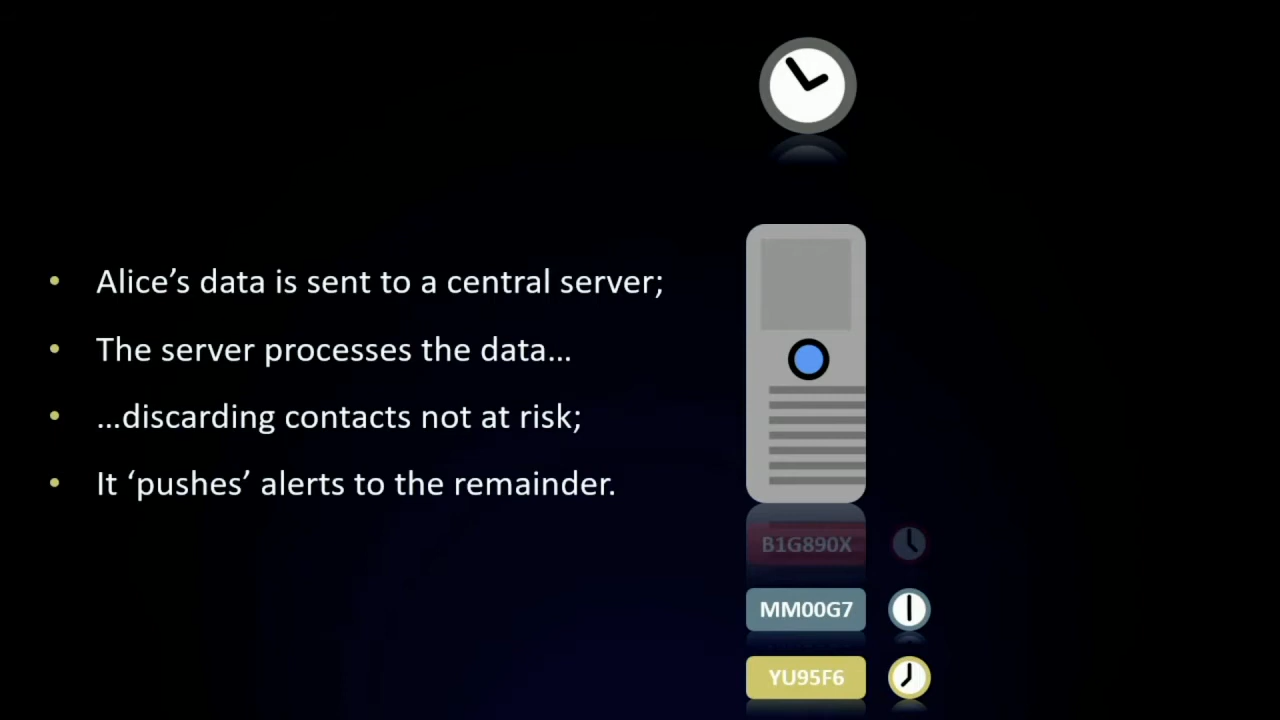 Alice’s data is sent to a central server;
The server processes the data…
…discarding contacts not at risk;
It ‘pushes’ alerts to the remainder.
B1G890X
MM00G7
YU95F6